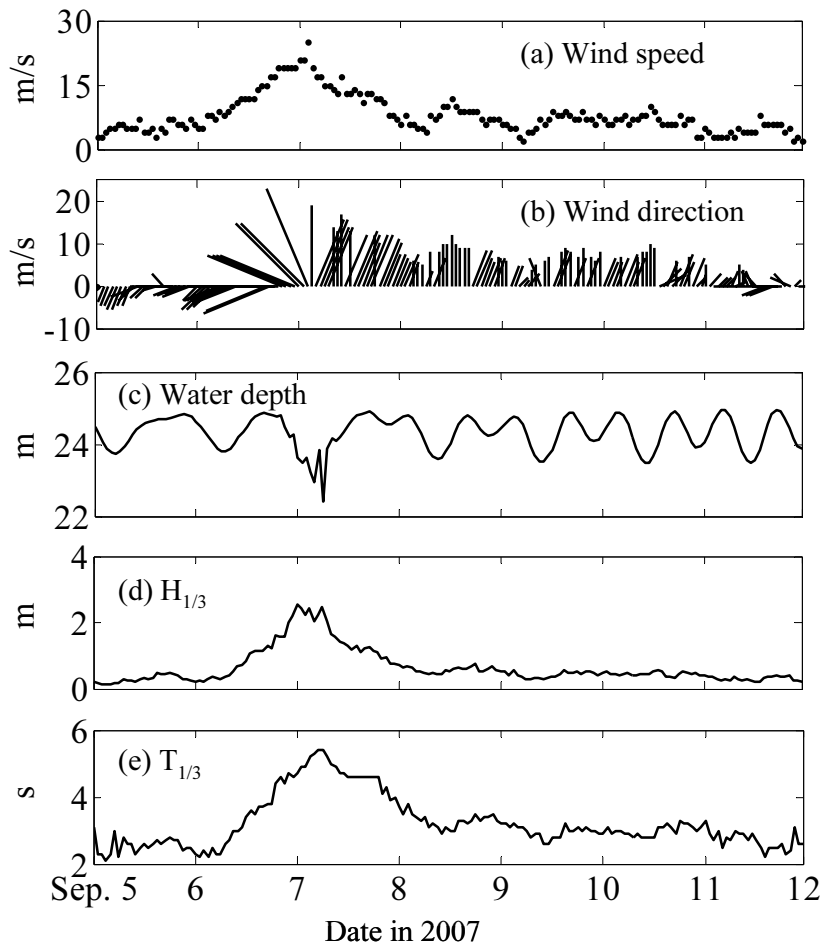 30
15
0
m/s
(a) Wind speed
20
10
0
-10
m/s
(b) Wind direction
26
24
22
m
(c) Water depth
4
2
0
m
(d) H1/3
6
4
2
s
(e) T1/3
Sep. 5 6 7 8 9 10 11 12
Date in 2007